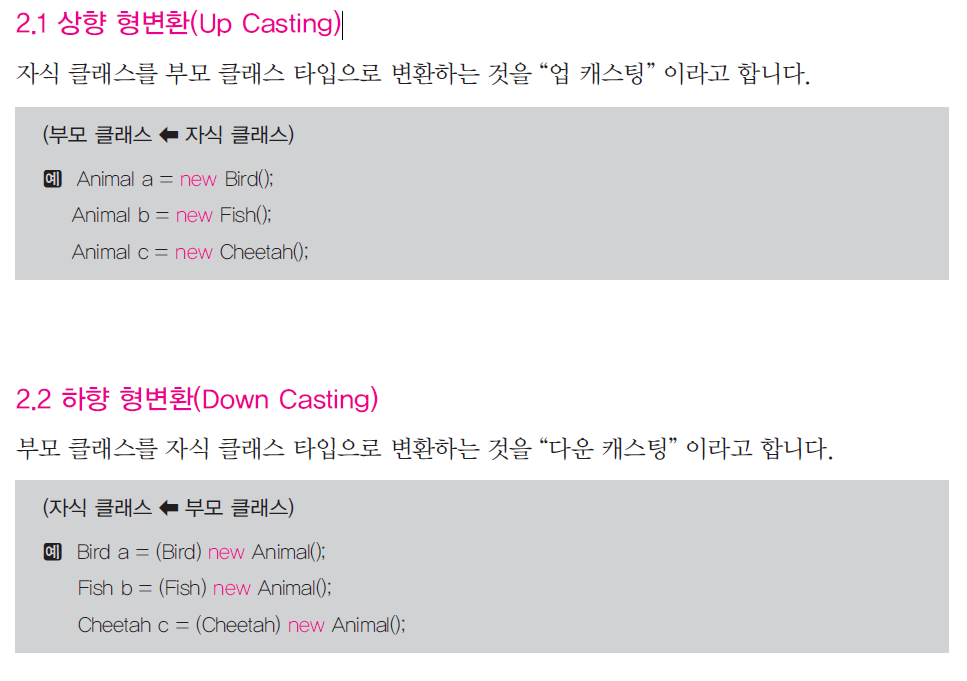 2.1 상향 형변환(Up Casting)
자식 클래스를 부모 클래스 타입으로 변환하는 것을 “업 캐스팅” 이라고 합니다.
(부모 클래스 ⬅ 자식 클래스)
예 Animal a = new Bird();
Animal b = new Fish();
Animal c = new Cheetah();
2.2 하향 형변환(Down Casting)
부모 클래스를 자식 클래스 타입으로 변환하는 것을 “다운 캐스팅” 이라고 합니다.
(자식 클래스 ⬅ 부모 클래스)
예 Bird a = (Bird) new Animal();
Fish b = (Fish) new Animal();
Cheetah c = (Cheetah) new Animal();